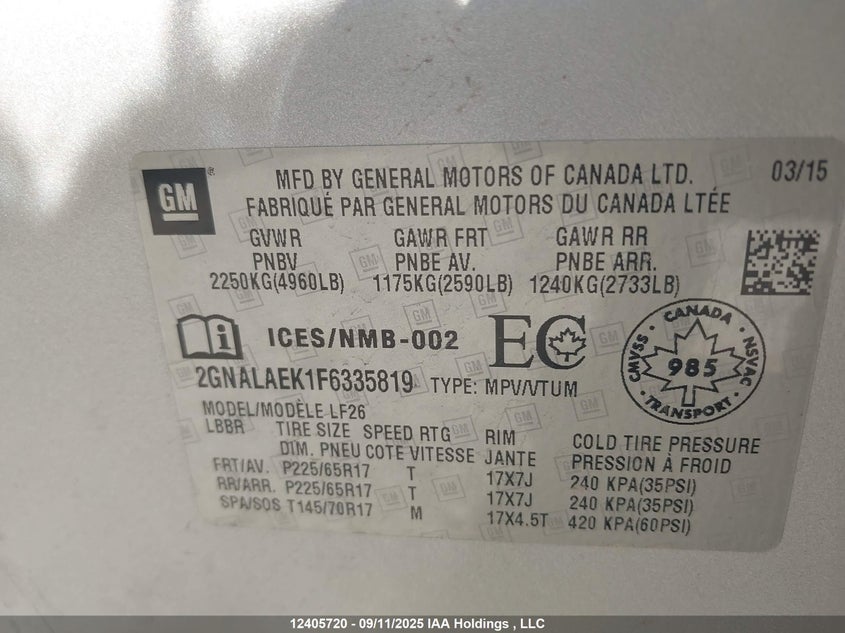 GM ® MFD BY GENERAL MOTORS OF CANADA LTD. 03/15
FABRIQUÉ PAR GENERAL MOTORS DU CANADA LTÉE
GVWR GAWR FRT GAWR RR
PNBV PNBE AV. PNBE ARR.
2250KG(4960LB) 1175KG(2590LB) 1240KG(2733LB)
ICES/NMB-002 EC
CANADA
CMVSS 985 NSVAC
TRANSPORT
2GNALAEK1F6335819 TYPE: MPV/VTUM
MODEL/MODÈLE LF26
LBBR TIRE SIZE SPEED RTG RIM COLD TIRE PRESSURE
DIM. PNEU COTE VITESSE JANTE PRESSION À FROID
FRT/AV. P225/65R17 T 17X7J 240 KPA(35PSI)
RR/ARR. P225/65R17 T 17X7J 240 KPA(35PSI)
SPA/SOS T145/70R17 M 17X4.5T 420 KPA(60PSI)
12405720 - 09/11/2025 IAA Holdings , LLC